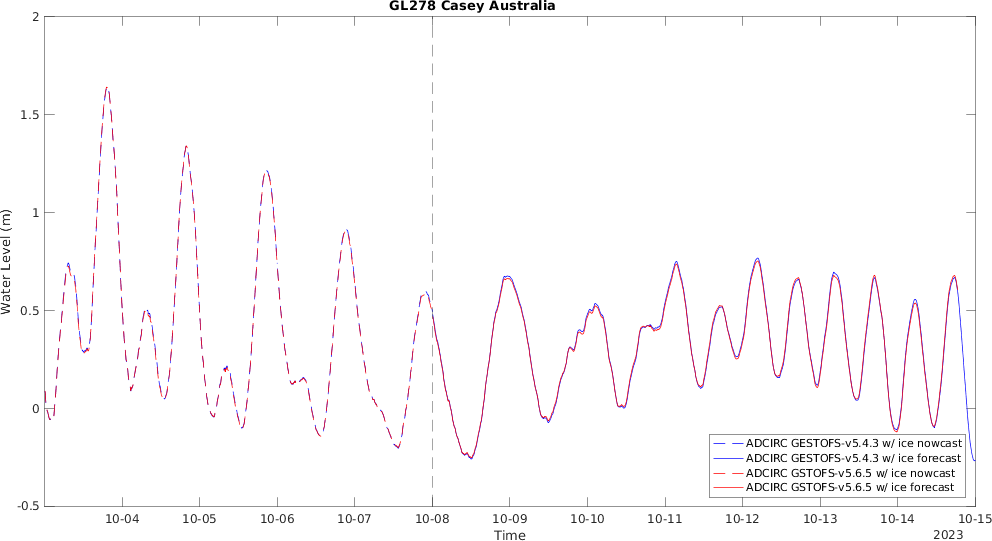 GL278 Casey Australia
2
1.5
1
0.5
0
-0.5
Water Level (m)
10-04 10-05 10-06 10-07 10-08 10-09 10-10 10-11 10-12 10-13 10-14 10-15
Time
2023
ADCIRC GESTOFS-v5.4.3 w/ ice nowcast
ADCIRC GESTOFS-v5.4.3 w/ ice forecast
ADCIRC GSTOFS-v5.6.5 w/ ice nowcast
ADCIRC GSTOFS-v5.6.5 w/ ice forecast